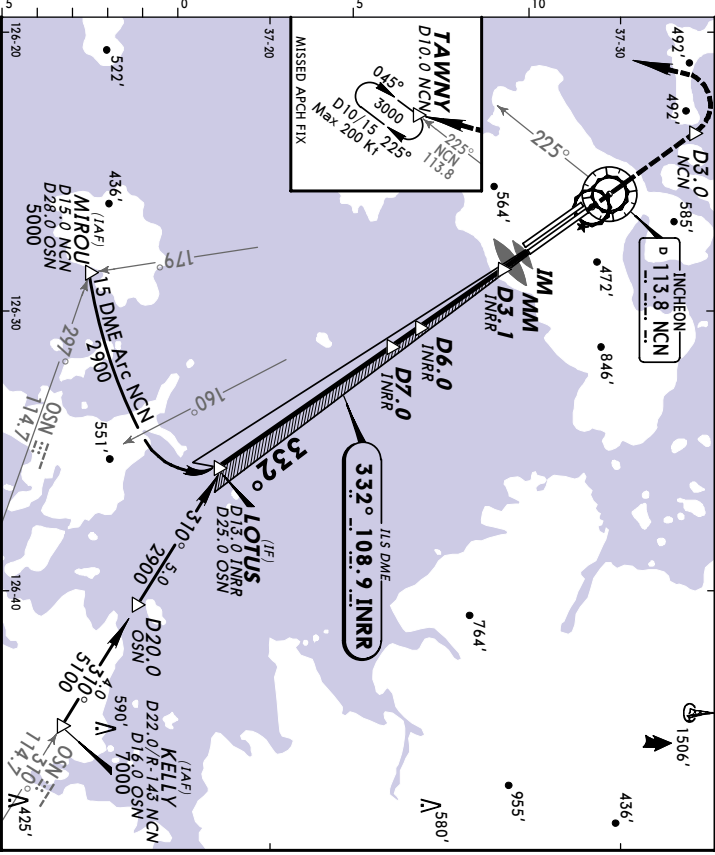 5
0
5
10
126-20
37-20
37-30
522'
492'
492'
MISSED APCH FIX
TAWNY
D10.0 NCN
045°
3000
D10/15 225°
Max 200 Kt
225°
NCN
113.8
225°
D3.0
NCN
585'
564'
436'
(IAF)
MIROU
D15.0 NCN
D28.0 OSN
5000
179°
INCHEON
D 113.8 NCN
472'
846'
IM
MM
D3.1
INRR
126-30
15 DME Arc NCN
2900
297°
OSN
114.7
160°
551'
D6.0
INRR
D7.0
INRR
332°
ILS DME
332° 108.9 INRR
(IF)
LOTUS
D13.0 INRR
D25.0 OSN
310°
5.0
2900
126-40
D20.0
OSN
764'
310°
4.0
5100
(IAF)
KELLY
D22.0/R-143 NCN
D16.0 OSN
7000
590'
OSN
310°
114.7
425'
580'
955'
436'
1506'